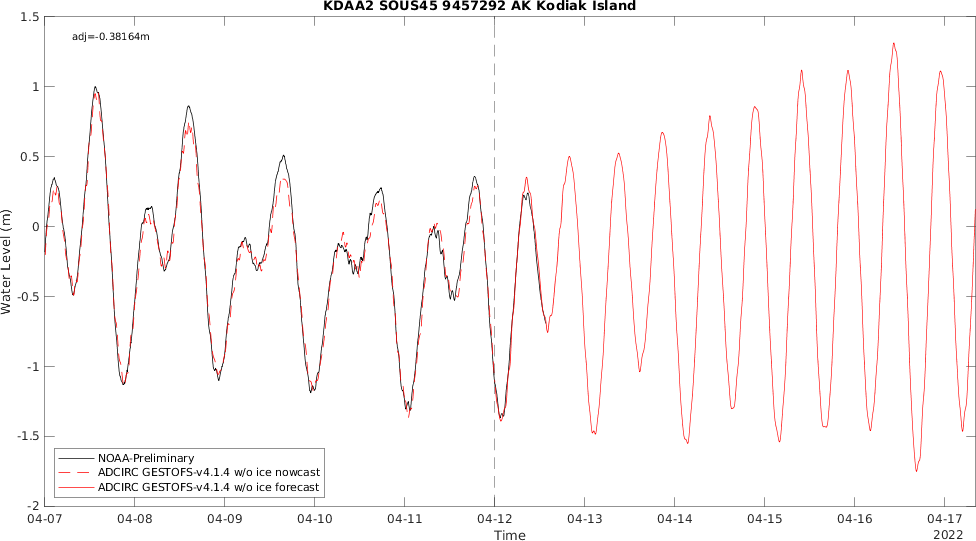 KDAA2 SOUS45 9457292 AK Kodiak Island
adj=-0.38164m
1.5
1
0.5
0
-0.5
-1
-1.5
-2
Water Level (m)
NOAA-Preliminary
ADCIRC GESTOFS-v4.1.4 w/o ice nowcast
ADCIRC GESTOFS-v4.1.4 w/o ice forecast
04-07 04-08 04-09 04-10 04-11 04-12 04-13 04-14 04-15 04-16 04-17
Time 2022